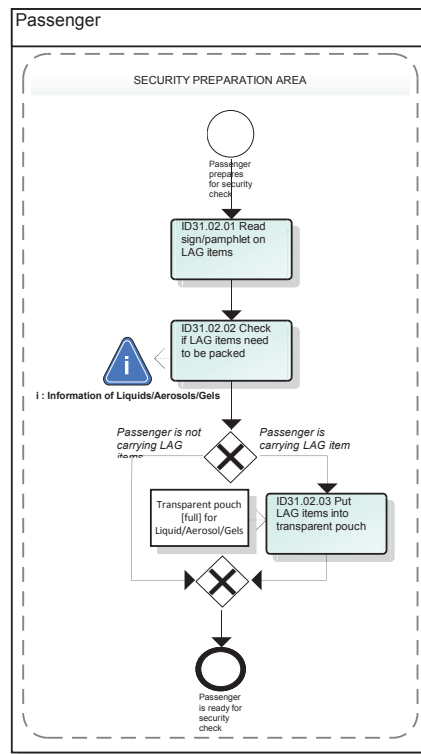 Passenger
SECURITY PREPARATION AREA
Passenger
prepares
for security
check
ID31.02.01 Read
sign/pamphlet on
LAG items
ID31.02.02 Check
if LAG items need
to be packed
i
i : Information of Liquids/Aerosols/Gels
Passenger is not
carrying LAG
items
Passenger is
carrying LAG item
Transparent pouch
[full] for
Liquid/Aerosol/Gels
ID31.02.03 Put
LAG items into
transparent pouch
Passenger
is ready for
security
check